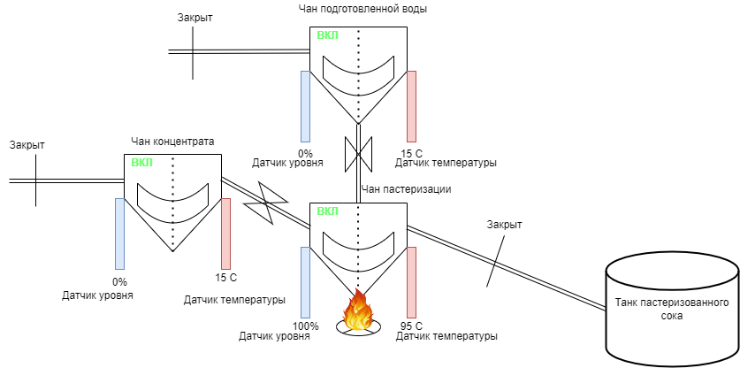 Чан подготовленной воды
Закрыт
ВКЛ
0%
15 С
Датчик уровня
Датчик температуры
Чан концентрата
Закрыт
ВКЛ
0%
15 С
Датчик уровня
Датчик температуры
Чан пастеризации
ВКЛ
Закрыт
100%
95 С
Датчик уровня
Датчик температуры
Танк пастеризованного
сока